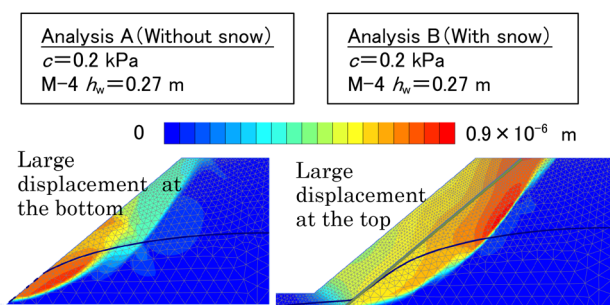 Analysis A(Without snow)
c=0.2 kPa
M-4 hw=0.27 m
Analysis B(With snow)
c=0.2 kPa
M-4 hw=0.27 m
0
0.9×10⁻⁶ m
Large
displacement at
the bottom
Large
displacement
at the top